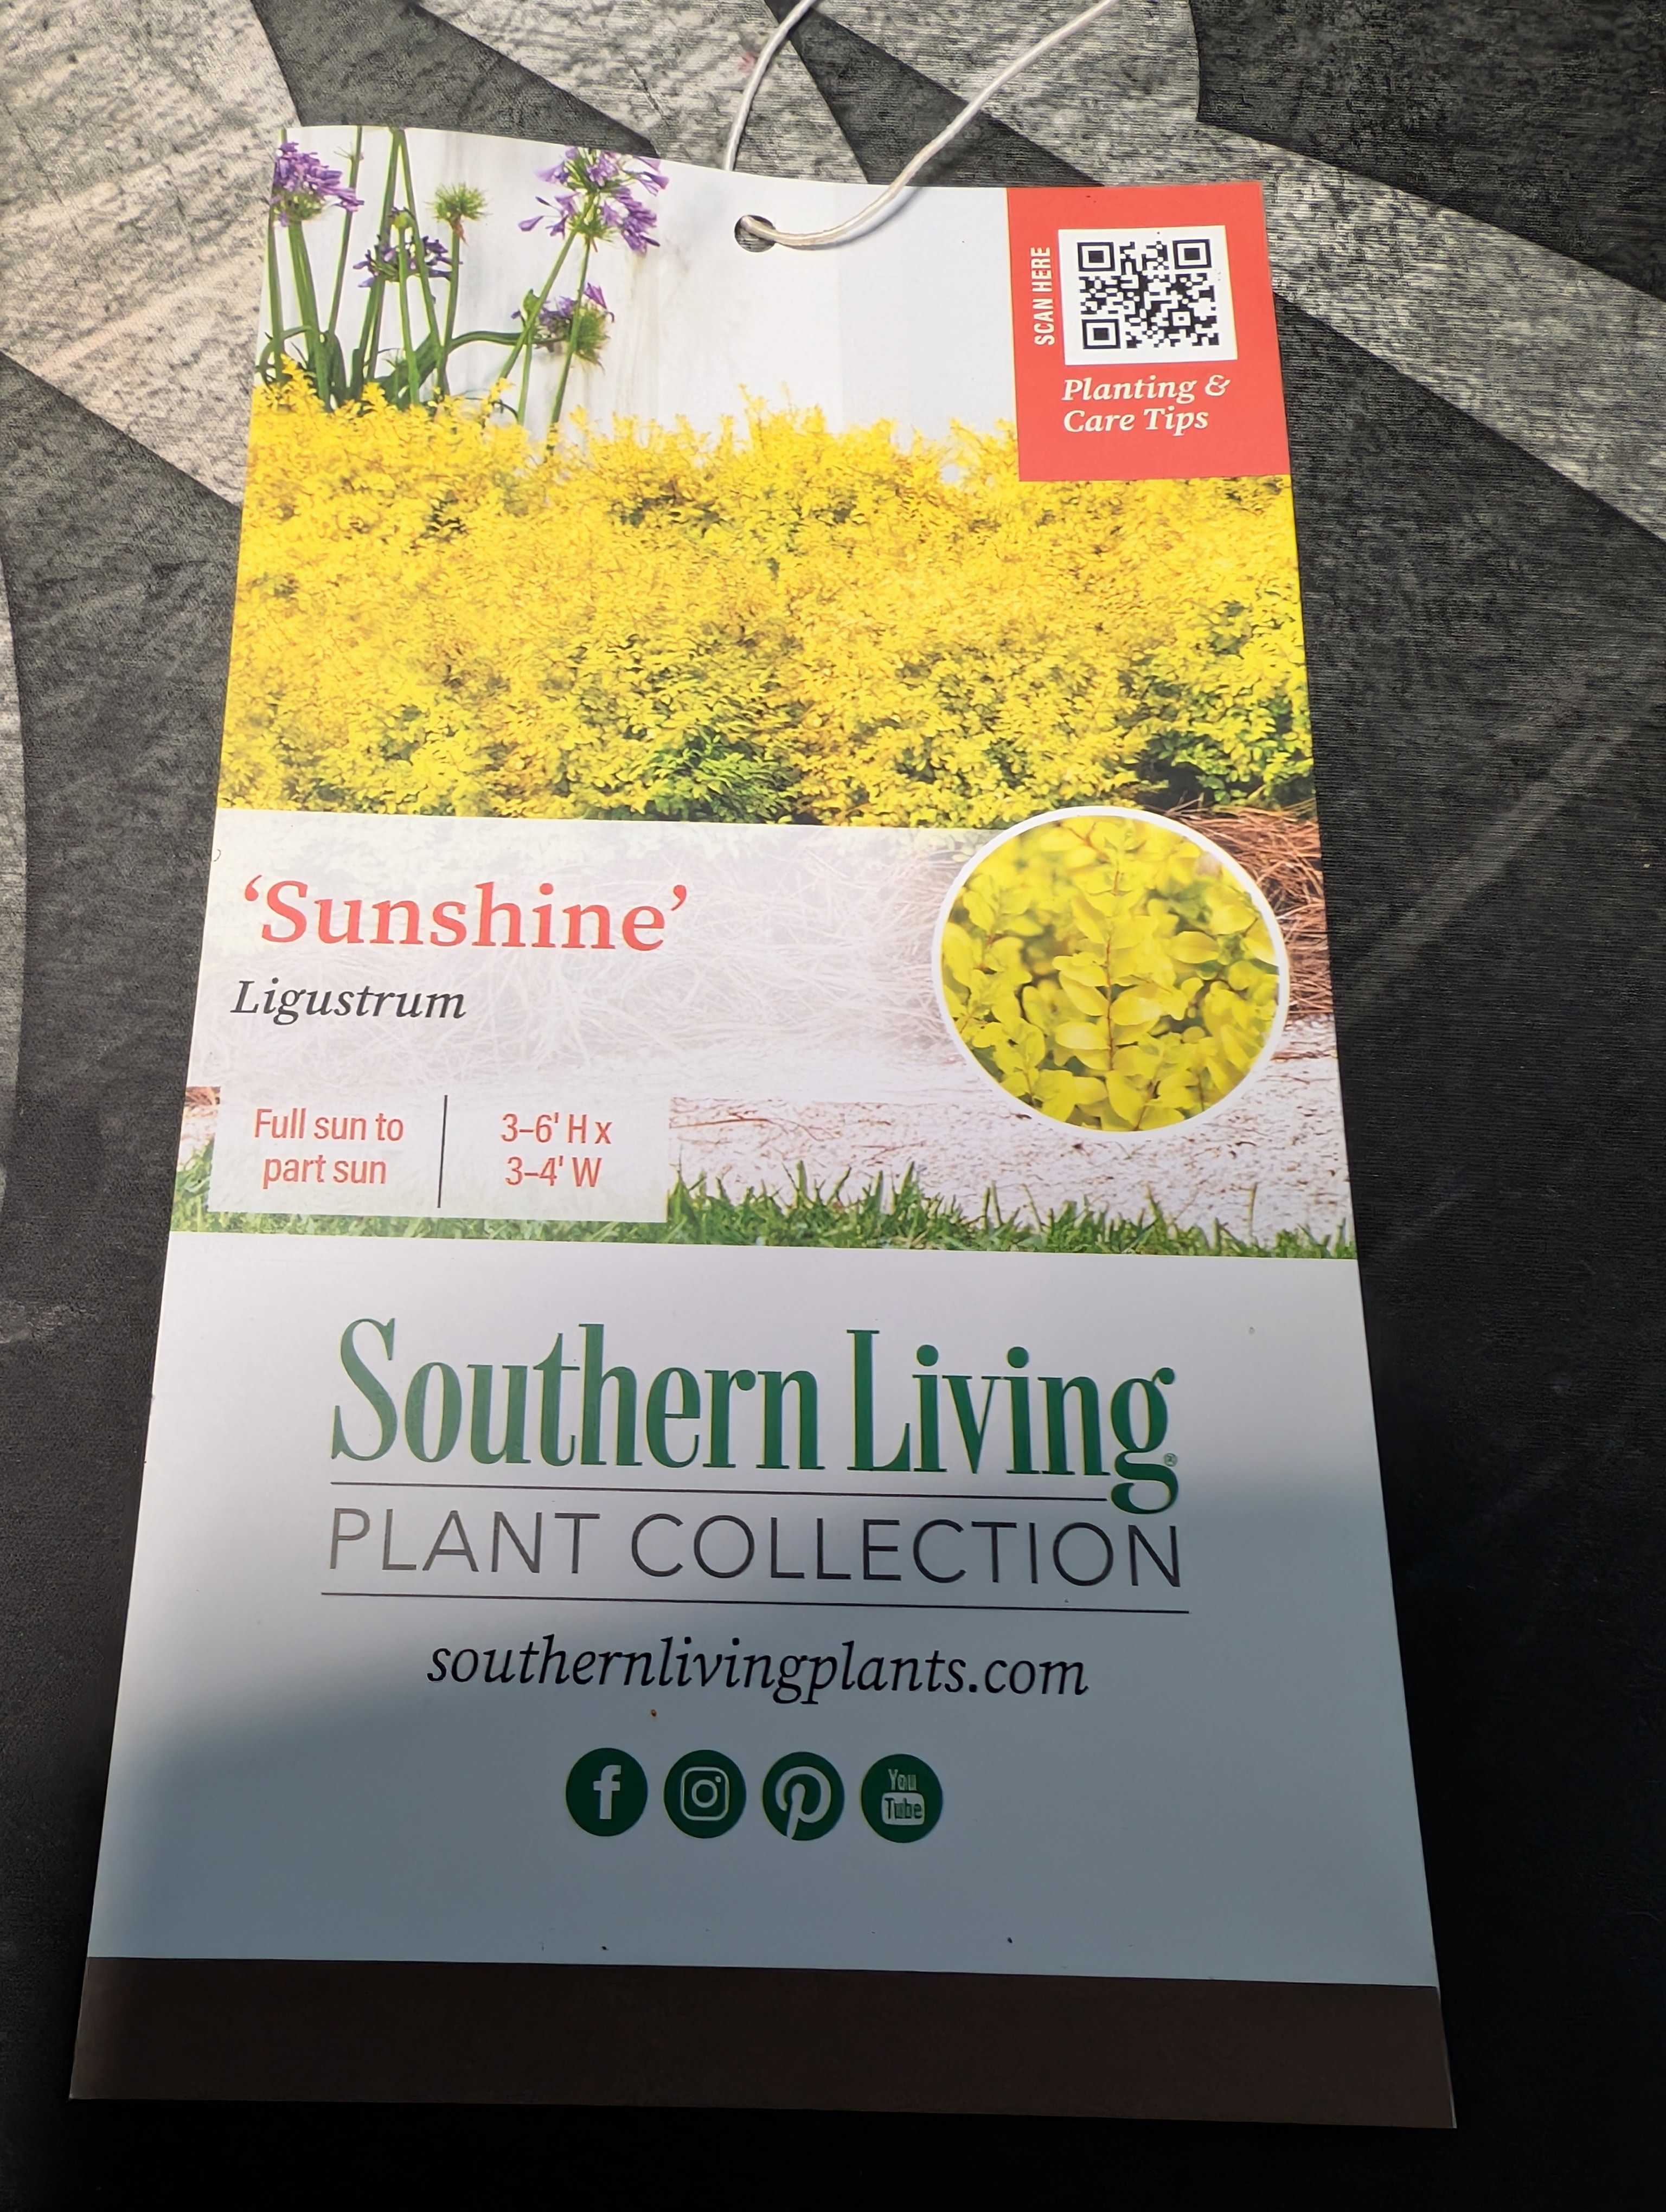 SCAN HERE
Planting &
Care Tips
‘Sunshine’
Ligustrum
Full sun to
part sun
3–6' H x
3–4' W
Southern Living®
PLANT COLLECTION
southernlivingplants.com
f
You
Tube